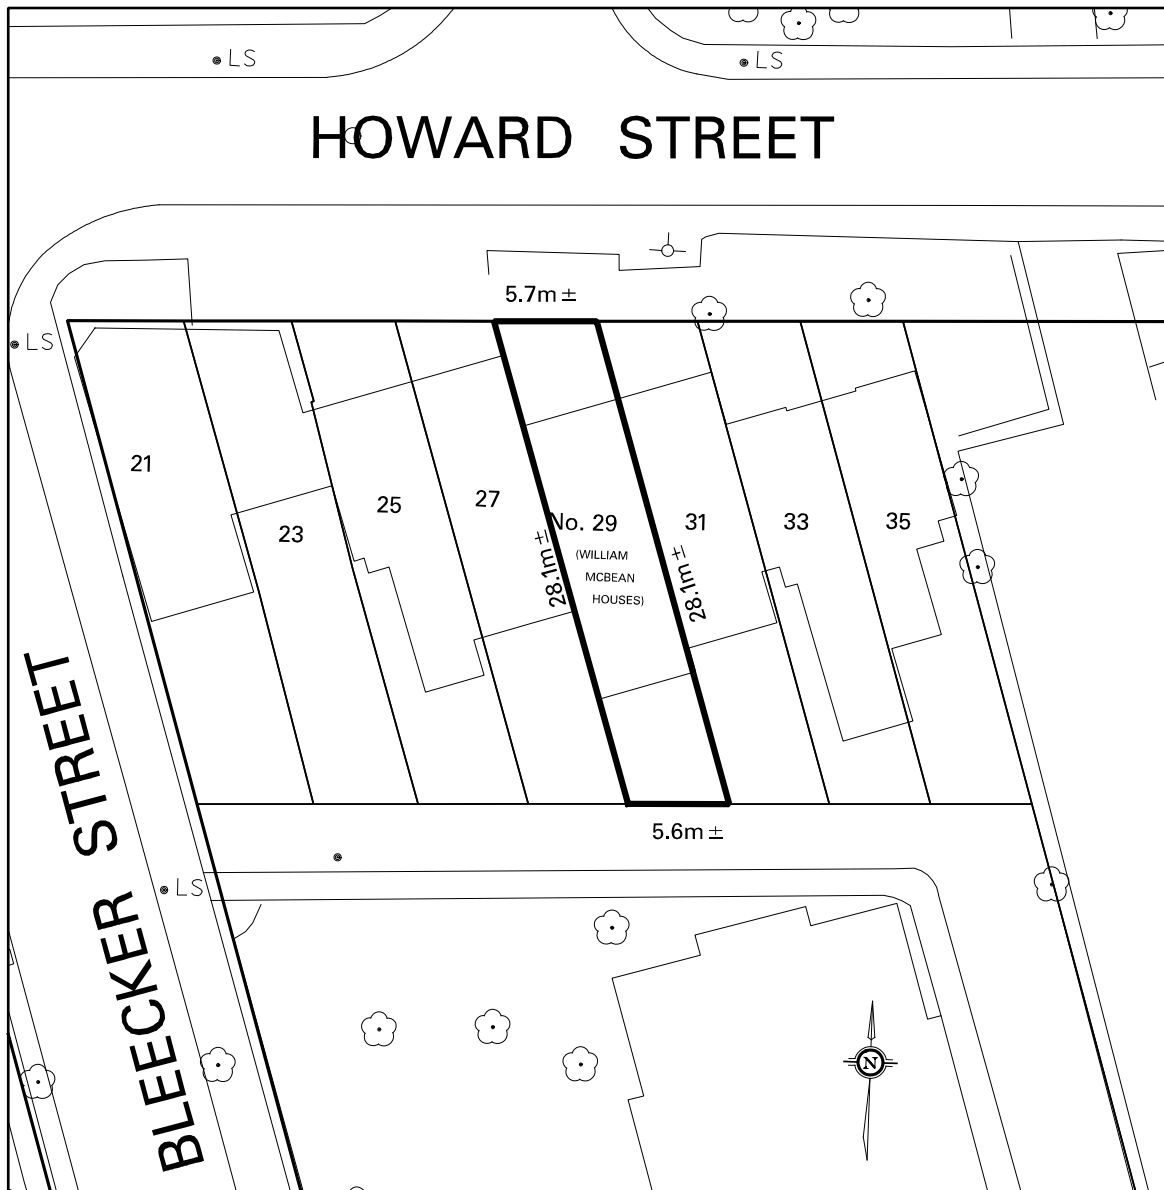 LS
LS
HOWARD STREET
5.7m ±
LS
21
23
25
27
No. 29
(WILLIAM
MCBEAN
HOUSES)
31
33
35
28.1m ±
28.1m ±
5.6m ±
BLEECKER STREET
LS
N